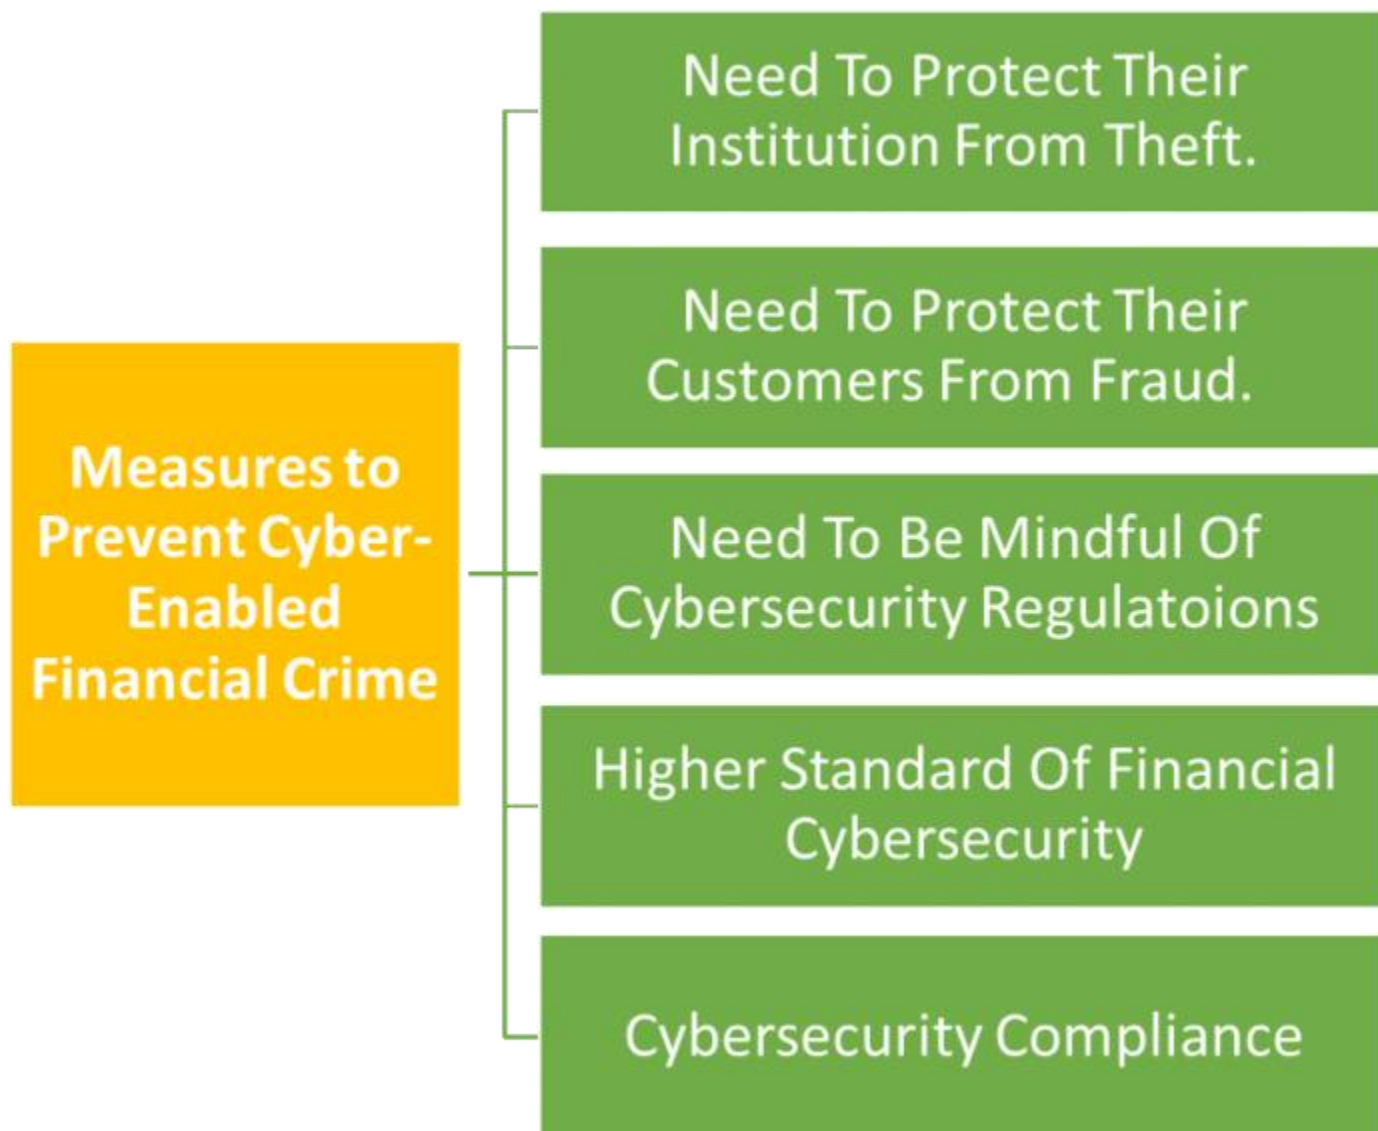 Measures to
Prevent Cyber-
Enabled
Financial Crime
Need To Protect Their
Institution From Theft.
Need To Protect Their
Customers From Fraud.
Need To Be Mindful Of
Cybersecurity Regulatoions
Higher Standard Of Financial
Cybersecurity
Cybersecurity Compliance